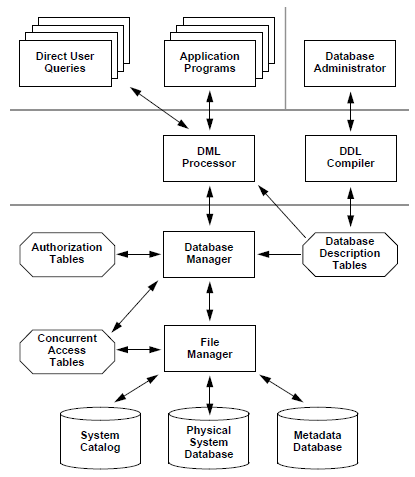 Direct User
Queries
Application
Programs
Database
Administrator
DML
Processor
DDL
Compiler
Authorization
Tables
Database
Manager
Database
Description
Tables
Concurrent
Access
Tables
File
Manager
System
Catalog
Physical
System
Database
Metadata
Database